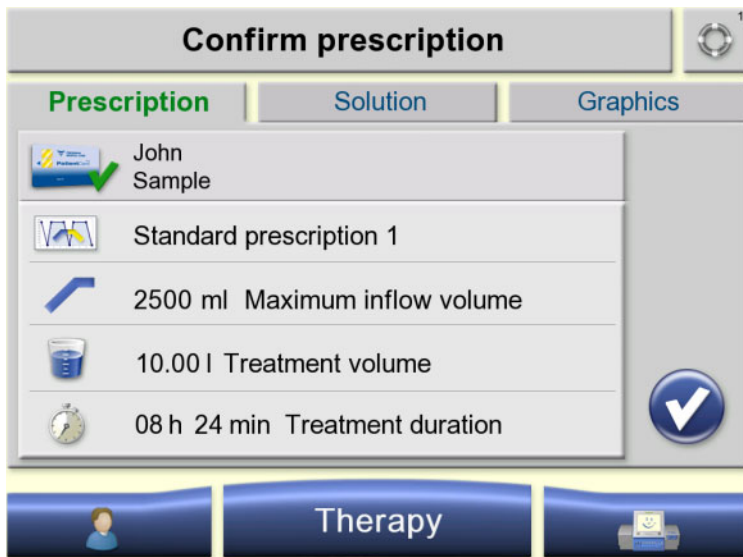 Confirm prescription
1
Prescription
Solution
Graphics
John
Sample
Standard prescription 1
2500 ml Maximum inflow volume
10.00 l Treatment volume
08 h 24 min Treatment duration
Therapy